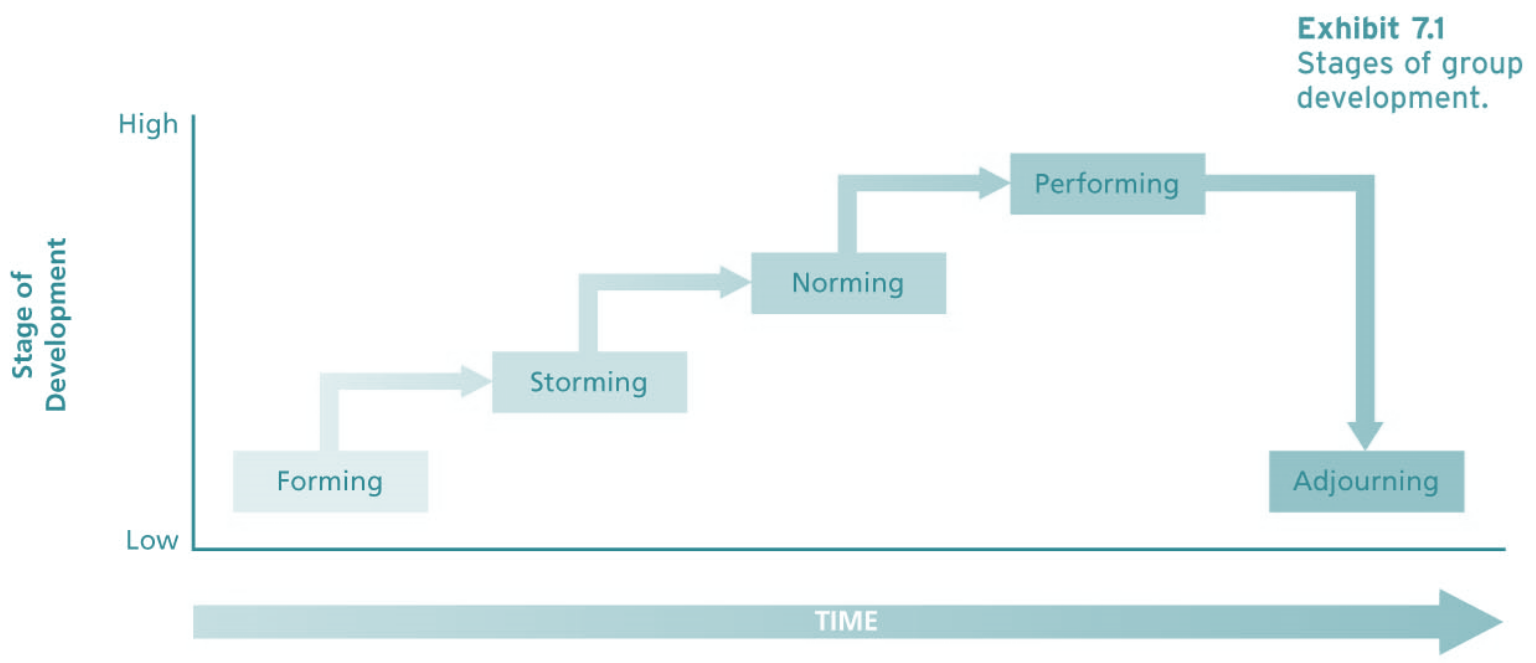 Exhibit 7.1
Stages of group
development.
High
Stage of
Development
Performing
Norming
Storming
Forming
Adjourning
Low
TIME